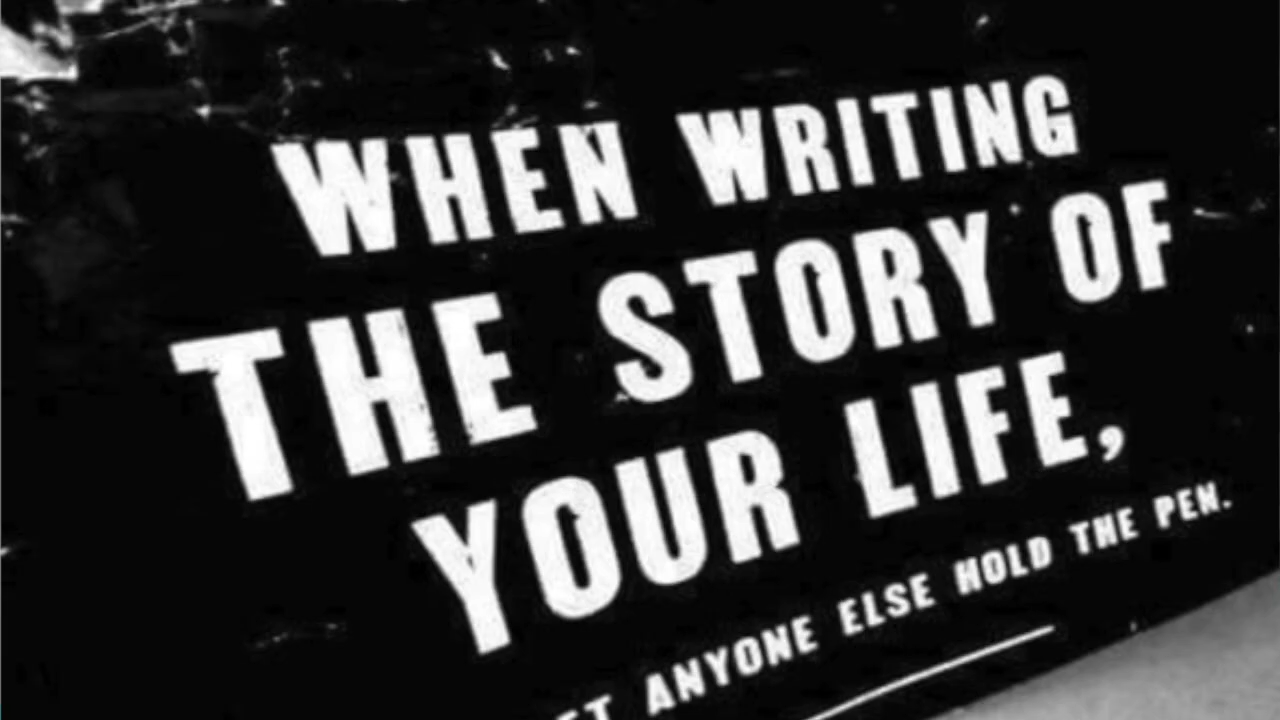 WHEN WRITING
THE STORY OF
YOUR LIFE,
ANYONE ELSE HOLD THE PEN.